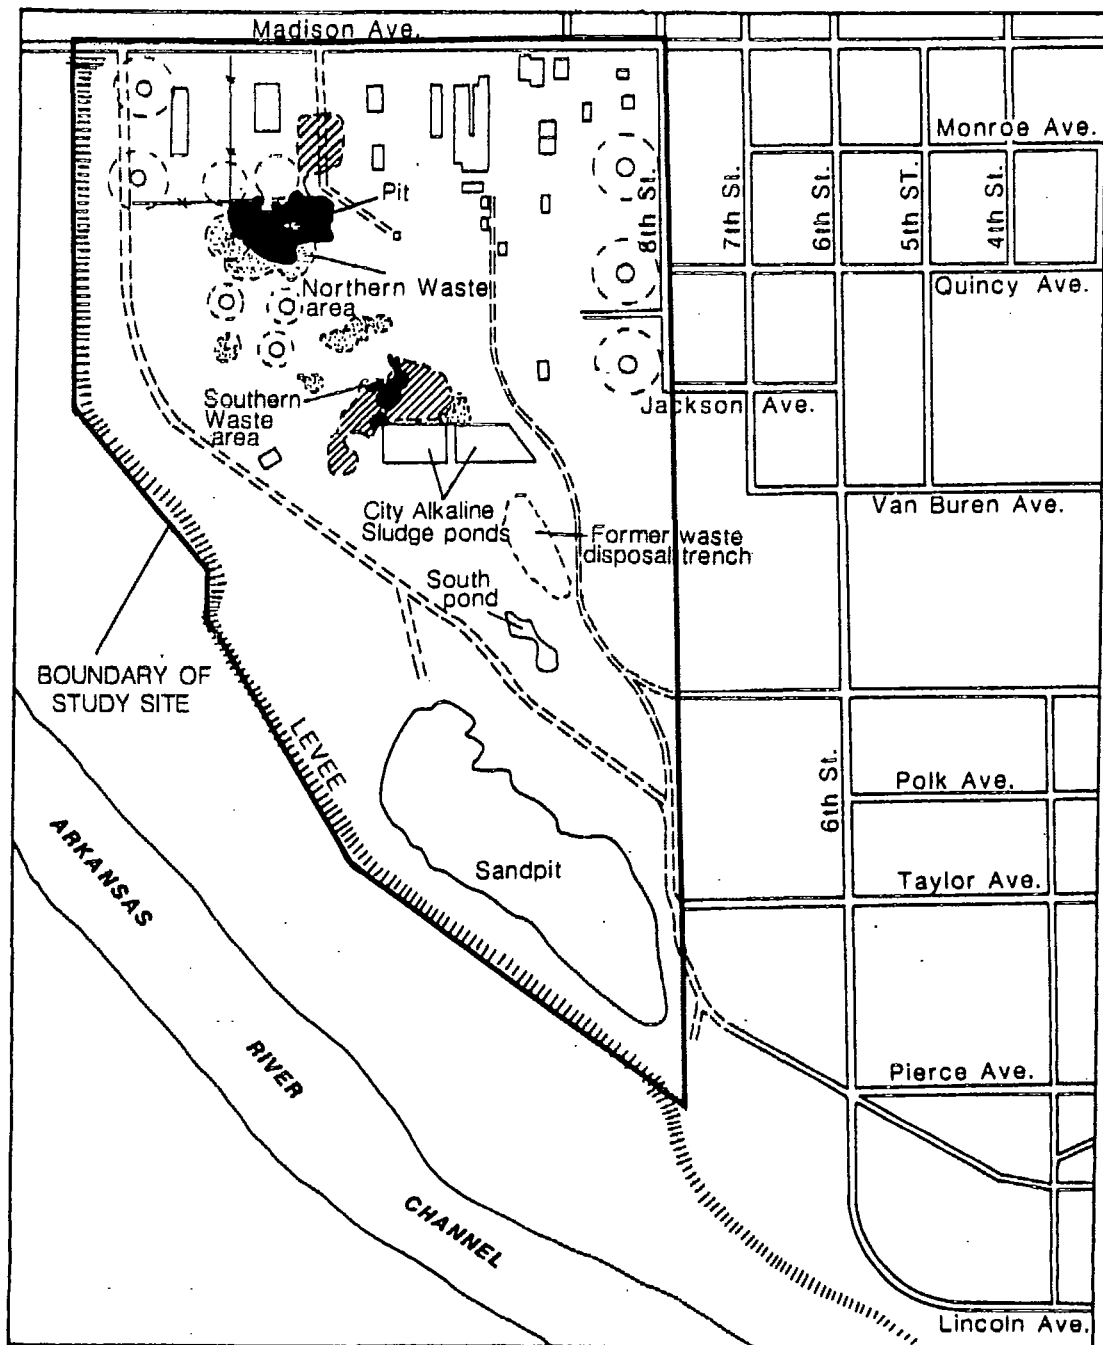 Madison Ave.
Monroe Ave.
Pit
8th St.
7th St.
6th St.
5th ST.
4th St.
Northern Waste
area
Quincy Ave.
Southern
Waste
area
Jackson Ave.
City Alkaline
Sludge ponds
Van Buren Ave.
Former waste
disposal trench
South
pond
BOUNDARY OF
STUDY SITE
LEVEE
6th St.
Polk Ave.
ARKANSAS
Sandpit
Taylor Ave.
RIVER
Pierce Ave.
CHANNEL
Lincoln Ave.